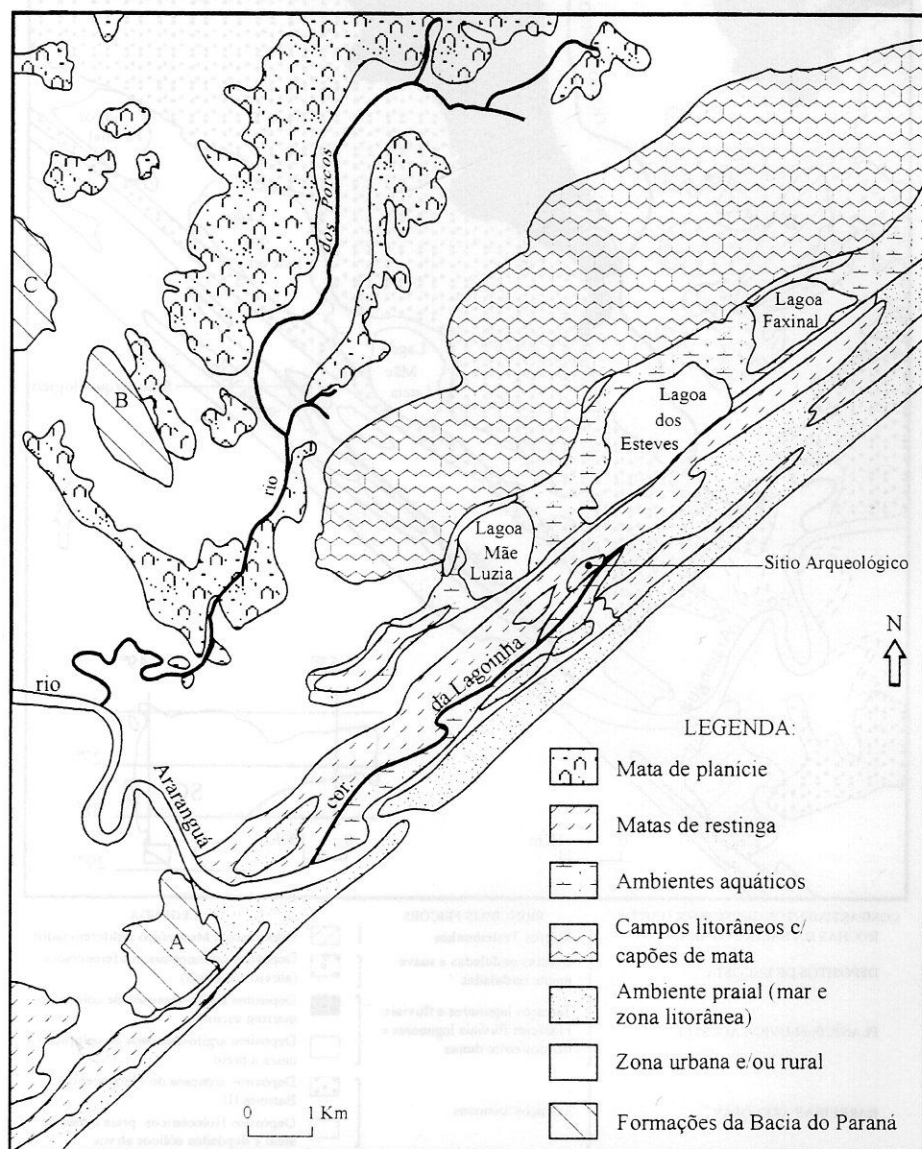 dos Porcos
C
B
rio
Lagoa
Faxinal
Lagoa
dos
Esteves
Lagoa
Mãe
Luzia
Sítio Arqueológico
N
rio
Araranguá
cor.
da Lagoinha
A
0 1 Km
LEGENDA:
Mata de planície
Matas de restinga
Ambientes aquáticos
Campos litorâneos c/
capões de mata
Ambiente praial (mar e
zona litorânea)
Zona urbana e/ou rural
Formações da Bacia do Paraná